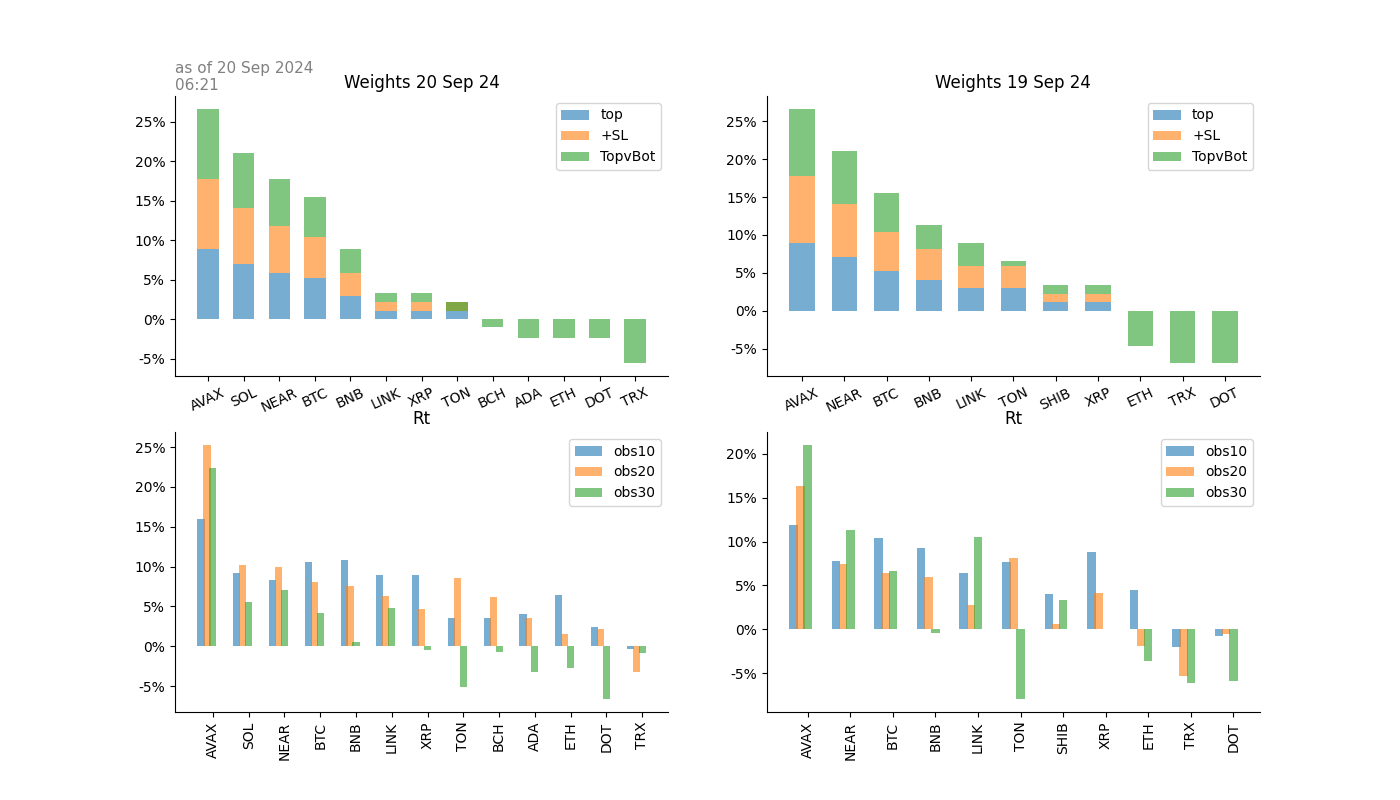 as of 20 Sep 2024
06:21
Weights 20 Sep 24
25%
20%
15%
10%
5%
0%
-5%
top
+SL
TopvBot
AVAX SOL NEAR BTC BNB LINK XRP TON BCH ADA ETH DOT TRX
Weights 19 Sep 24
25%
20%
15%
10%
5%
0%
-5%
top
+SL
TopvBot
AVAX NEAR BTC BNB LINK TON SHIB XRP ETH TRX DOT
Rt
25%
20%
15%
10%
5%
0%
-5%
obs10
obs20
obs30
AVAX SOL NEAR BTC BNB LINK XRP TON BCH ADA ETH DOT TRX
Rt
20%
15%
10%
5%
0%
-5%
obs10
obs20
obs30
AVAX NEAR BTC BNB LINK TON SHIB XRP ETH TRX DOT